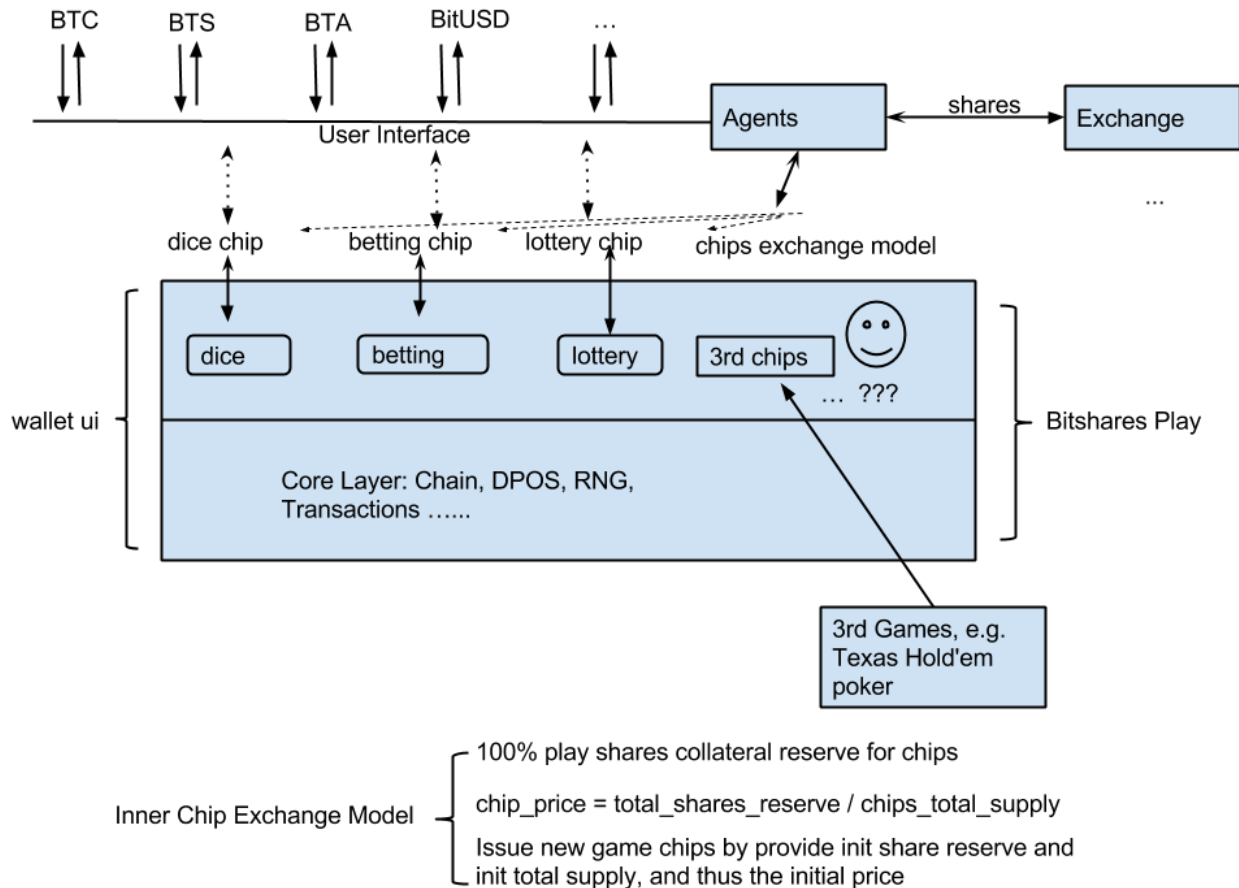 BTC
BTS
BTA
BitUSD
...
Agents
shares
Exchange
User Interface
...
dice chip
betting chip
lottery chip
chips exchange model
dice
betting
lottery
3rd chips
... ???
wallet ui
Bitshares Play
Core Layer: Chain, DPOS, RNG,
Transactions …...
3rd Games, e.g.
Texas Hold'em
poker
100% play shares collateral reserve for chips
Inner Chip Exchange Model
chip_price = total_shares_reserve / chips_total_supply
Issue new game chips by provide init share reserve and
init total supply, and thus the initial price